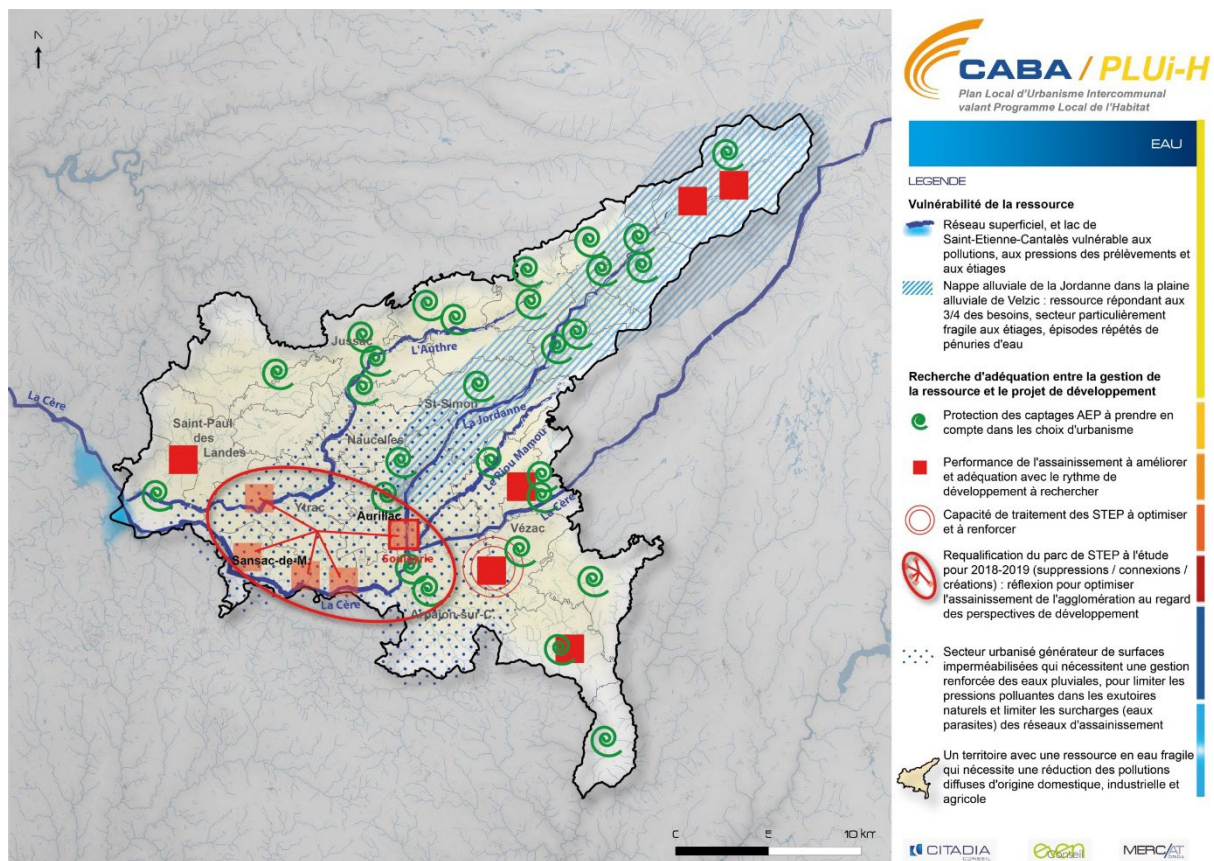 N
Jussac
L'Authre
St-Simon
La Jordanne
Naucelles
Le Riou Mamou
La Cère
Saint-Paul
des
Landes
Ytrac
Aurillac
La Cère
Vézac
Sansac-de-M.
La Cère
Arpajon-sur-C.
10 km
CABA / PLUi-H
Plan Local d'Urbanisme Intercommunal
valant Programme Local de l'Habitat
EAU
LEGENDE
Vulnérabilité de la ressource
Réseau superficiel, et lac de
Saint-Etienne-Cantalès vulnérable aux
pollutions, aux pressions des prélèvements et
aux étiages
Nappe alluviale de la Jordanne dans la plaine
alluviale de Velzic : ressource répondant aux
3/4 des besoins, secteur particulièrement
fragile aux étiages, épisodes répétés de
pénuries d'eau
Recherche d'adéquation entre la gestion de
la ressource et le projet de développement
Protection des captages AEP à prendre en
compte dans les choix d'urbanisme
Performance de l'assainissement à améliorer
et adéquation avec le rythme de
développement à rechercher
Capacité de traitement des STEP à optimiser
et à renforcer
Requalification du parc de STEP à l'étude
pour 2018-2019 (suppressions / connexions /
créations) : réflexion pour optimiser
l'assainissement de l'agglomération au regard
des perspectives de développement
Secteur urbanisé générateur de surfaces
imperméabilisées qui nécessitent une gestion
renforcée des eaux pluviales, pour limiter les
pressions polluantes dans les exutoires
naturels et limiter les surcharges (eaux
parasites) des réseaux d'assainissement
Un territoire avec une ressource en eau fragile
qui nécessite une réduction des pollutions
diffuses d'origine domestique, industrielle et
agricole
CITADIA
CONSEIL
even
Conseil
MERC/AT